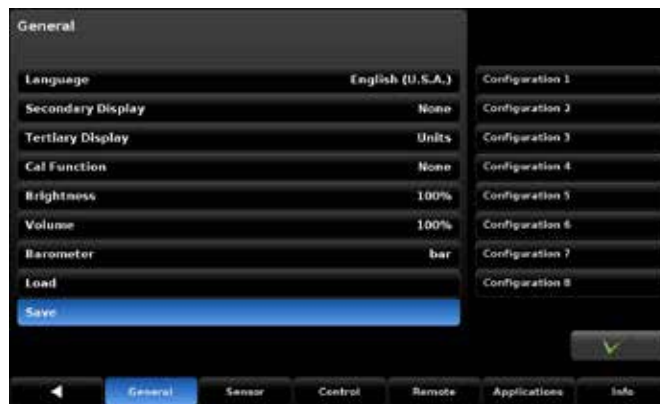 General
Language English (U.S.A.)
Secondary Display None
Tertiary Display Units
Cal Function None
Brightness 100%
Volume 100%
Barometer bar
Load
Save
Configuration 1
Configuration 2
Configuration 3
Configuration 4
Configuration 5
Configuration 6
Configuration 7
Configuration 8
General Sensor Control Remote Applications Info